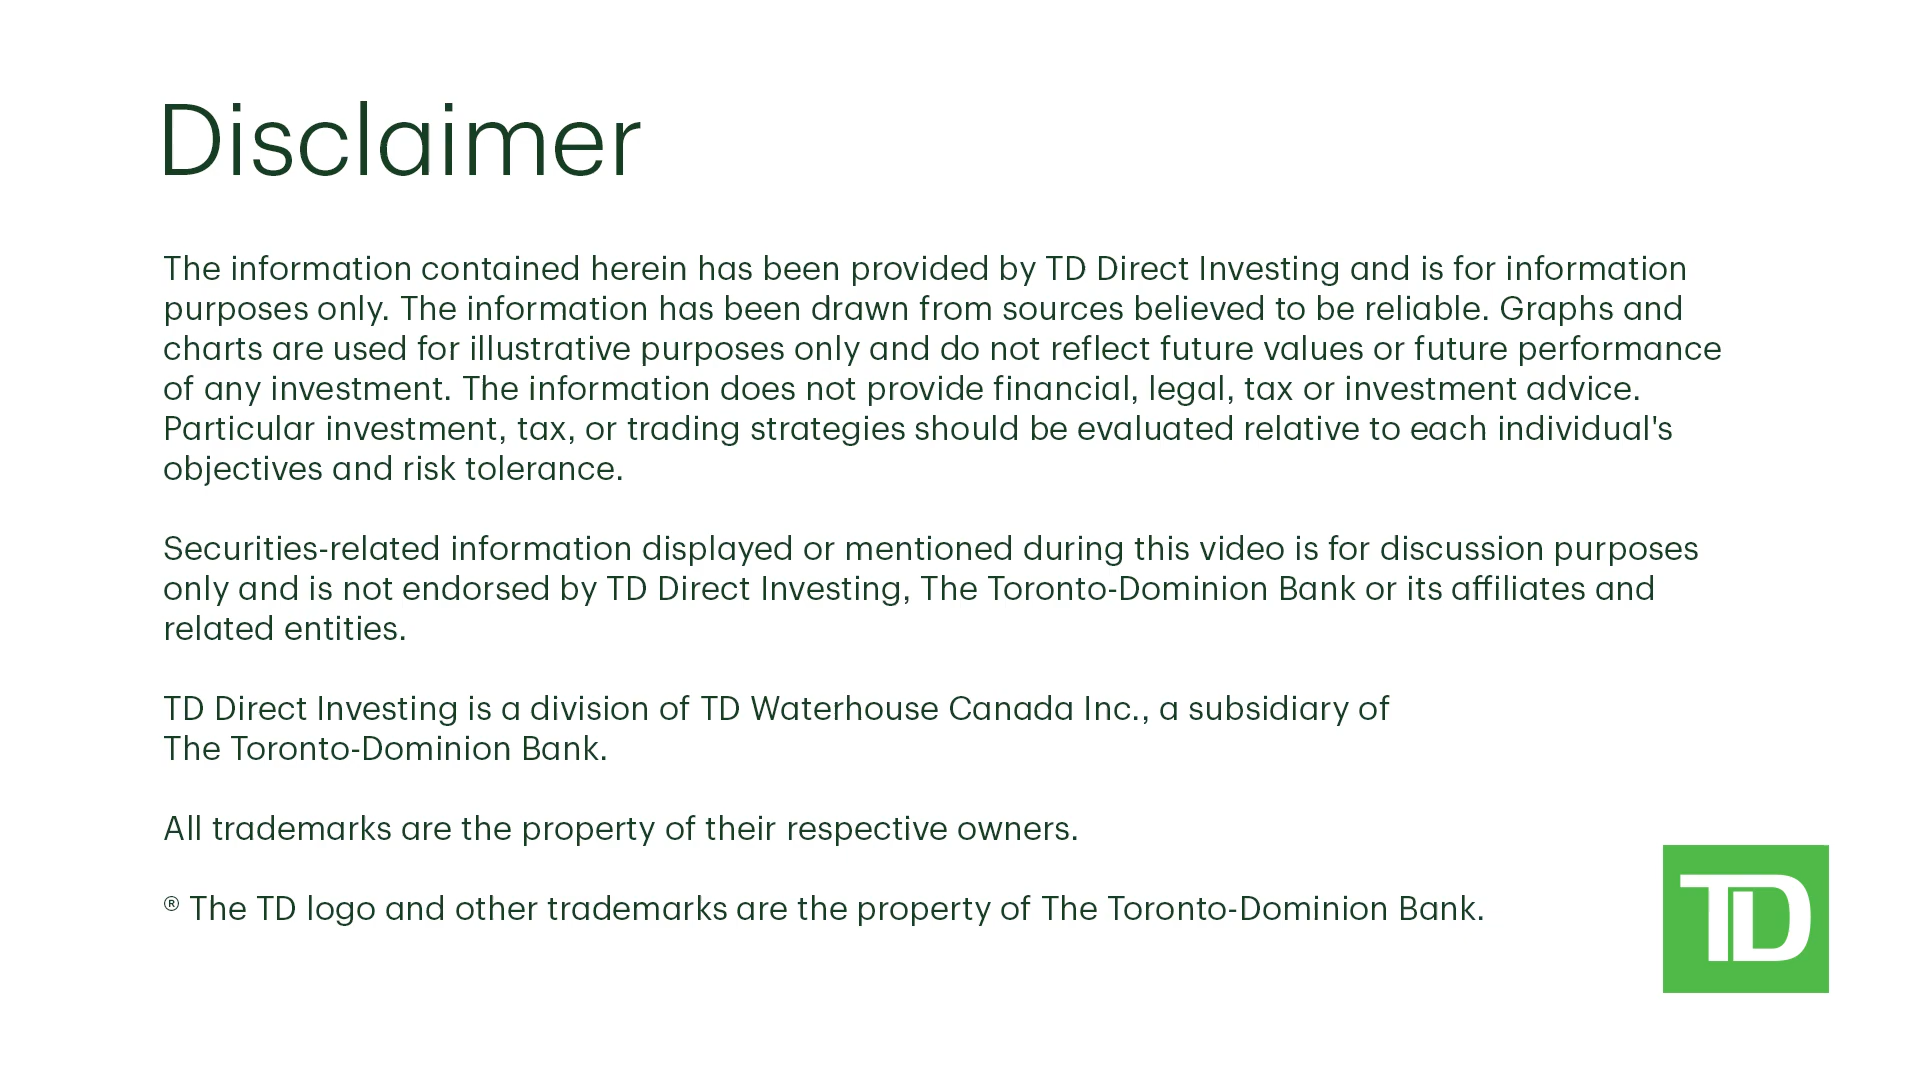 Disclaimer
The information contained herein has been provided by TD Direct Investing and is for information
purposes only. The information has been drawn from sources believed to be reliable. Graphs and
charts are used for illustrative purposes only and do not reflect future values or future performance
of any investment. The information does not provide financial, legal, tax or investment advice.
Particular investment, tax, or trading strategies should be evaluated relative to each individual's
objectives and risk tolerance.
Securities-related information displayed or mentioned during this video is for discussion purposes
only and is not endorsed by TD Direct Investing, The Toronto-Dominion Bank or its affiliates and
related entities.
TD Direct Investing is a division of TD Waterhouse Canada Inc., a subsidiary of
The Toronto-Dominion Bank.
All trademarks are the property of their respective owners.
® The TD logo and other trademarks are the property of The Toronto-Dominion Bank.
TD